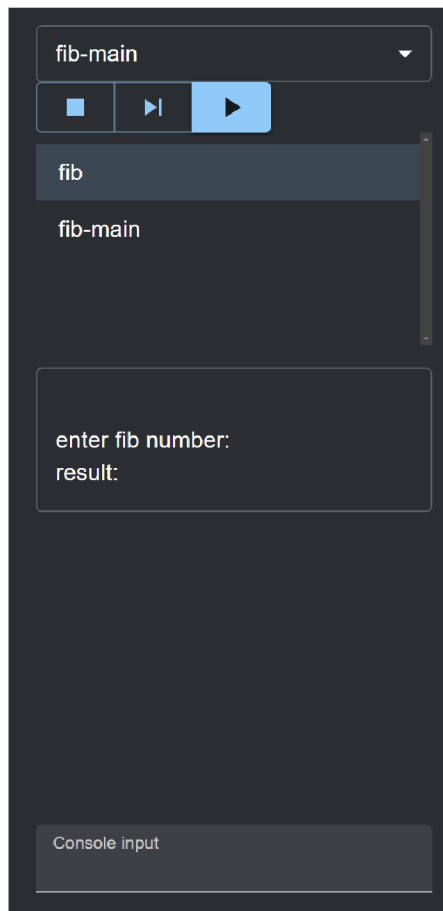 fib-main
fib
fib-main
enter fib number:
result:
Console input